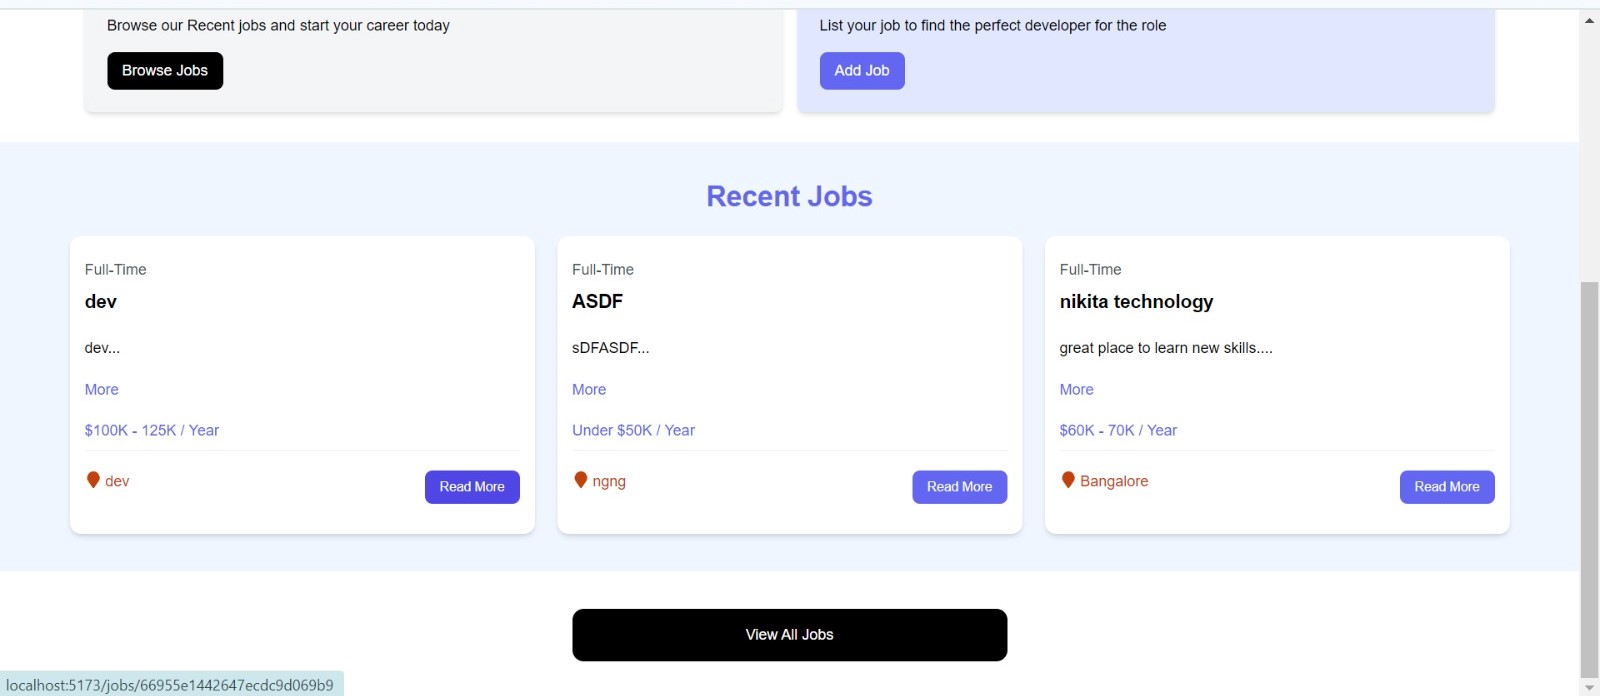 Browse our Recent jobs and start your career today
Browse Jobs
List your job to find the perfect developer for the role
Add Job
Recent Jobs
Full-Time
dev
dev...
More
$100K - 125K / Year
dev
Read More
Full-Time
ASDF
sDFASDF...
More
Under $50K / Year
ngng
Read More
Full-Time
nikita technology
great place to learn new skills....
More
$60K - 70K / Year
Bangalore
Read More
View All Jobs
localhost:5173/jobs/66955e1442647ecdc9d069b9